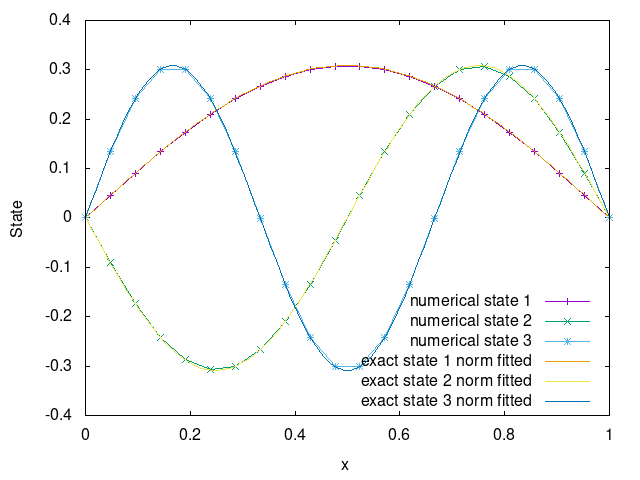 0.4
0.3
0.2
0.1
0
-0.1
-0.2
-0.3
-0.4
State
0
0.2
0.4
0.6
0.8
1
x
numerical state 1
numerical state 2
numerical state 3
exact state 1 norm fitted
exact state 2 norm fitted
exact state 3 norm fitted